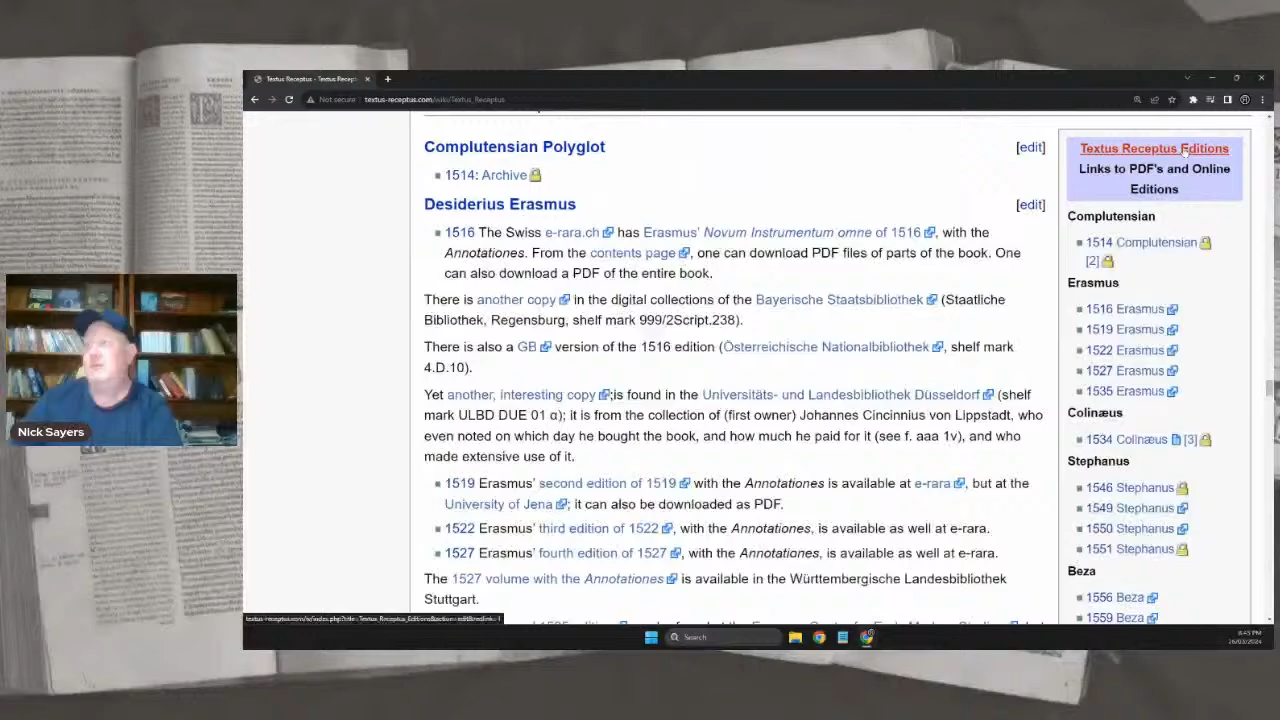 Textus Receptus - Textus Recept
Not secure
textus-receptus.com/wiki/Textus_Receptus
Complutensian Polyglot
[edit]
1514: Archive
Desiderius Erasmus
[edit]
1516 The Swiss e-rara.ch has Erasmus' Novum Instrumentum omne of 1516, with the
Annotationes. From the contents page, one can download PDF files of parts of the book. One
can also download a PDF of the entire book.
There is another copy in the digital collections of the Bayerische Staatsbibliothek (Staatliche
Bibliothek, Regensburg, shelf mark 999/2Script.238).
There is also a GB version of the 1516 edition (Österreichische Nationalbibliothek, shelf mark
4.D.10).
Yet another, interesting copy;is found in the Universitäts- und Landesbibliothek Düsseldorf (shelf
mark ULBD DUE 01 α); it is from the collection of (first owner) Johannes Cincinnius von Lippstadt, who
even noted on which day he bought the book, and how much he paid for it (see f. aaa 1v), and who
made extensive use of it.
1519 Erasmus' second edition of 1519 with the Annotationes is available at e-rara, but at the
University of Jena; it can also be downloaded as PDF.
1522 Erasmus' third edition of 1522, with the Annotationes, is available as well at e-rara.
1527 Erasmus' fourth edition of 1527, with the Annotationes, is available as well at e-rara.
The 1527 volume with the Annotationes is available in the Württembergische Landesbibliothek
Stuttgart.
Textus Receptus Editions
Links to PDF's and Online
Editions
Complutensian
1514 Complutensian
[2]
Erasmus
1516 Erasmus
1519 Erasmus
1522 Erasmus
1527 Erasmus
1535 Erasmus
Colinæus
1534 Colinæus [3]
Stephanus
1546 Stephanus
1549 Stephanus
1550 Stephanus
1551 Stephanus
Beza
1556 Beza
1559 Beza
Nick Sayers
Search
8:43 PM
26/03/2024